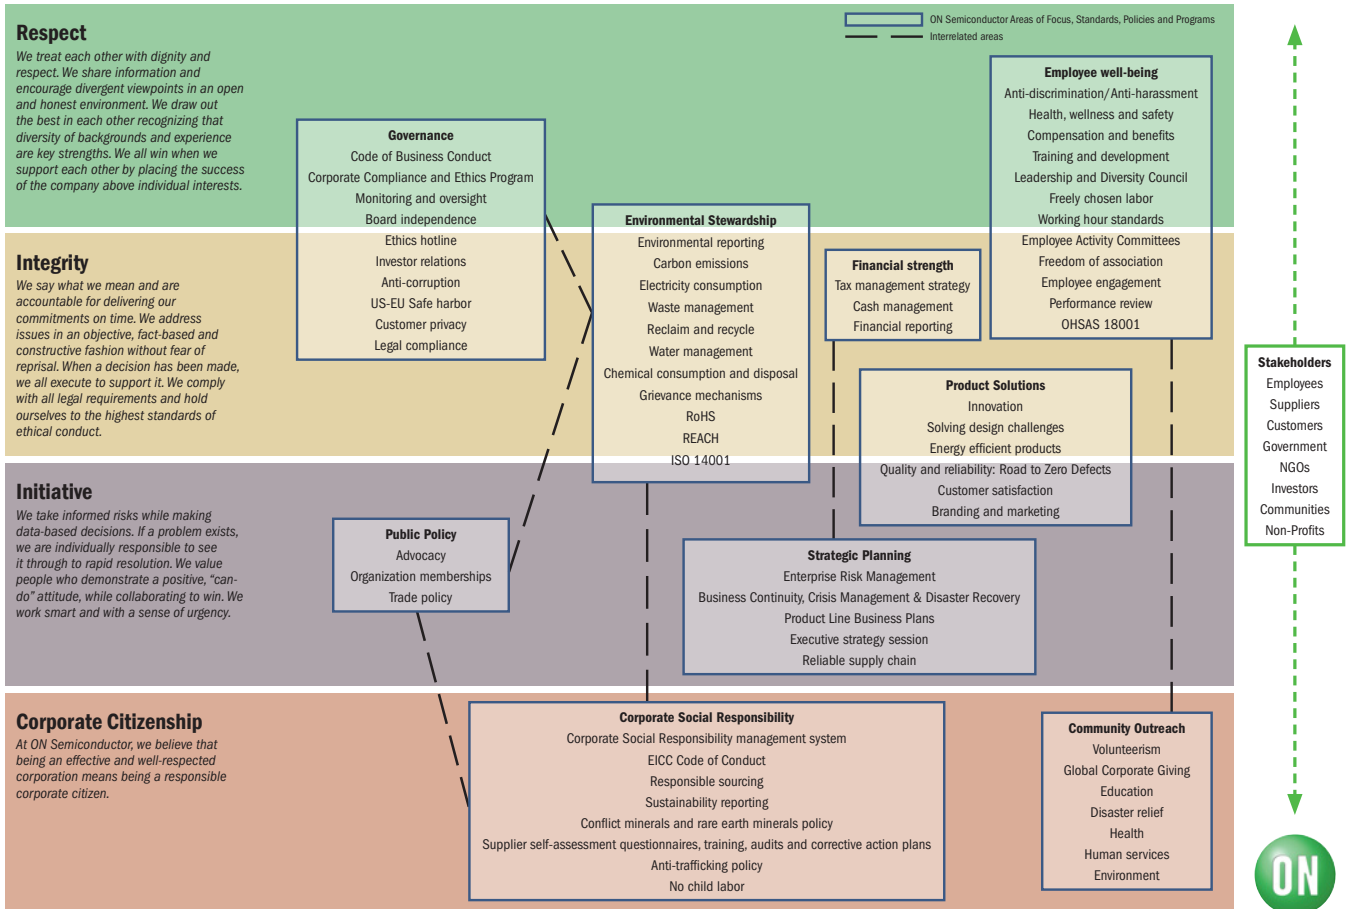 Respect
We treat each other with dignity and
respect. We share information and
encourage divergent viewpoints in an open
and honest environment. We draw out
the best in each other recognizing that
diversity of backgrounds and experience
are key strengths. We all win when we
support each other by placing the success
of the company above individual interests.
ON Semiconductor Areas of Focus, Standards, Policies and Programs
Interrelated areas
Governance
Code of Business Conduct
Corporate Compliance and Ethics Program
Monitoring and oversight
Board independence
Ethics hotline
Investor relations
Anti-corruption
US-EU Safe harbor
Customer privacy
Legal compliance
Environmental Stewardship
Environmental reporting
Carbon emissions
Electricity consumption
Waste management
Reclaim and recycle
Water management
Chemical consumption and disposal
Grievance mechanisms
RoHS
REACH
ISO 14001
Employee well-being
Anti-discrimination/Anti-harassment
Health, wellness and safety
Compensation and benefits
Training and development
Leadership and Diversity Council
Freely chosen labor
Working hour standards
Employee Activity Committees
Freedom of association
Employee engagement
Performance review
OHSAS 18001
Integrity
We say what we mean and are
accountable for delivering our
commitments on time. We address
issues in an objective, fact-based and
constructive fashion without fear of
reprisal. When a decision has been made,
we all execute to support it. We comply
with all legal requirements and hold
ourselves to the highest standards of
ethical conduct.
Financial strength
Tax management strategy
Cash management
Financial reporting
Product Solutions
Innovation
Solving design challenges
Energy efficient products
Quality and reliability: Road to Zero Defects
Customer satisfaction
Branding and marketing
Initiative
We take informed risks while making
data-based decisions. If a problem exists,
we are individually responsible to see
it through to rapid resolution. We value
people who demonstrate a positive, “can-
do” attitude, while collaborating to win. We
work smart and with a sense of urgency.
Public Policy
Advocacy
Organization memberships
Trade policy
Strategic Planning
Enterprise Risk Management
Business Continuity, Crisis Management & Disaster Recovery
Product Line Business Plans
Executive strategy session
Reliable supply chain
Corporate Citizenship
At ON Semiconductor, we believe that
being an effective and well-respected
corporation means being a responsible
corporate citizen.
Corporate Social Responsibility
Corporate Social Responsibility management system
EICC Code of Conduct
Responsible sourcing
Sustainability reporting
Conflict minerals and rare earth minerals policy
Supplier self-assessment questionnaires, training, audits and corrective action plans
Anti-trafficking policy
No child labor
Community Outreach
Volunteerism
Global Corporate Giving
Education
Disaster relief
Health
Human services
Environment
Stakeholders
Employees
Suppliers
Customers
Government
NGOs
Investors
Communities
Non-Profits
ON